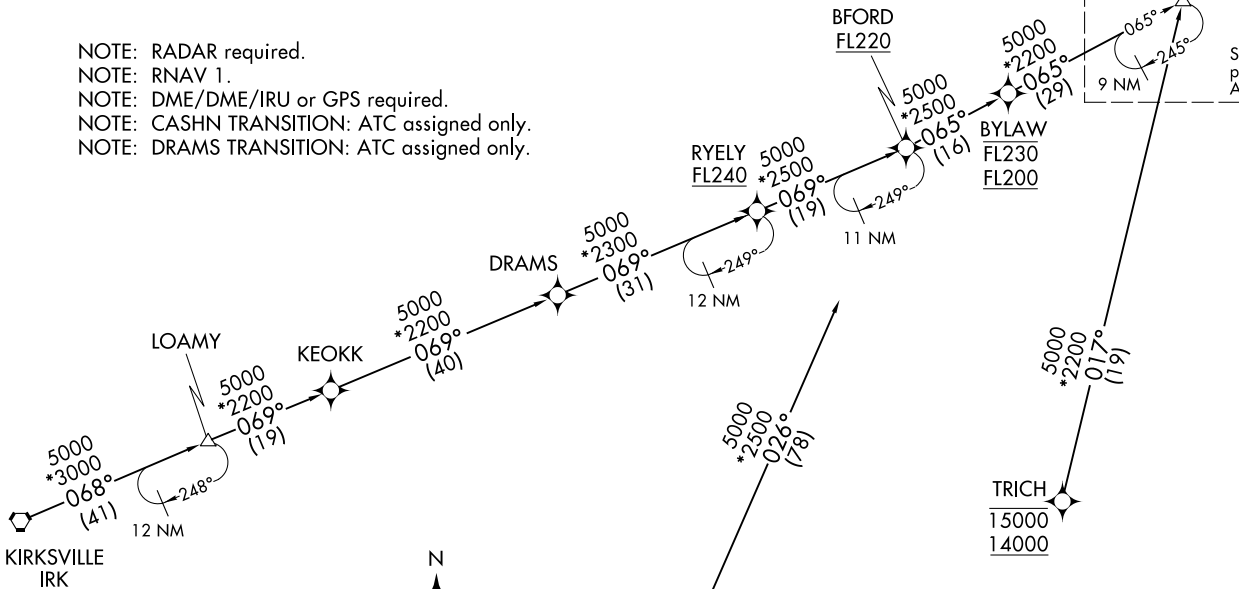 NOTE: RADAR required.
NOTE: RNAV 1.
NOTE: DME/DME/IRU or GPS required.
NOTE: CASHN TRANSITION: ATC assigned only.
NOTE: DRAMS TRANSITION: ATC assigned only.
BFORD
FL220
5000
*2200
065°
(29)
065°
245°
9 NM
S
p
A
5000
*2500
065°
(16)
BYLAW
FL230
FL200
RYELY
FL240
5000
*2500
069°
(19)
249°
11 NM
DRAMS
5000
*2300
069°
(31)
249°
12 NM
LOAMY
KEOKK
5000
*2200
069°
(40)
5000
*2200
069°
(19)
5000
*3000
068°
(41)
248°
12 NM
KIRKSVILLE
IRK
N
5000
*2500
026°
(78)
5000
*2200
017°
(19)
TRICH
15000
14000